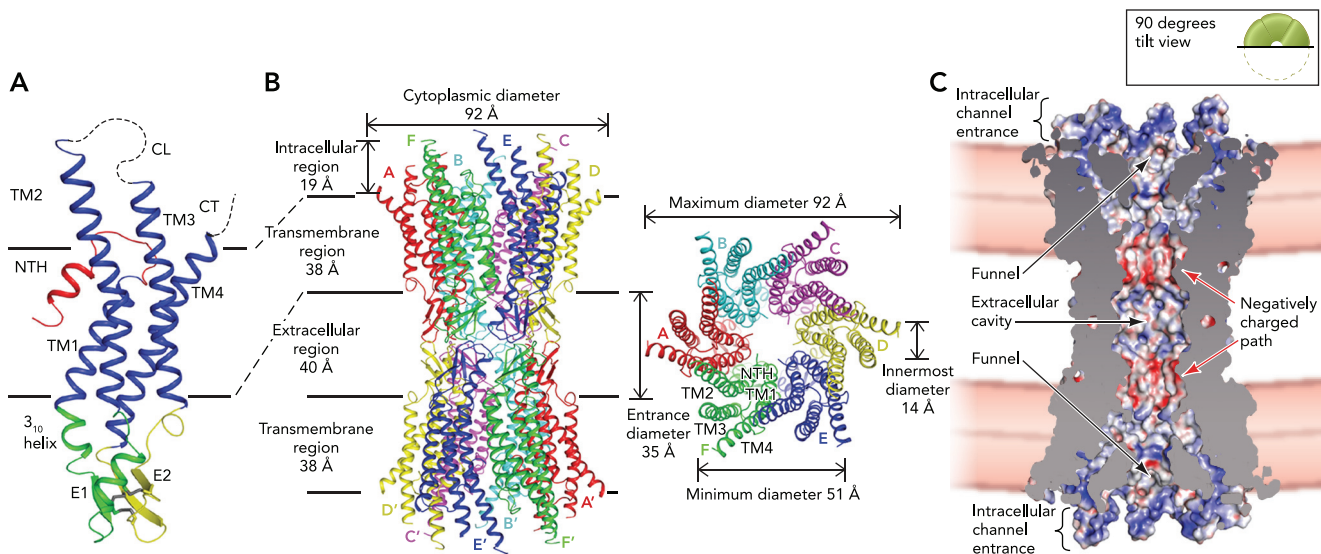 90 degrees
tilt view
A
CL
TM2
TM3
CT
NTH
TM4
TM1
3₁₀
helix
E1
E2
B
Cytoplasmic diameter
92 Å
Intracellular
region
19 Å
Transmembrane
region
38 Å
Extracellular
region
40 Å
Transmembrane
region
38 Å
F
B
E
C
A
D
D′
C′
E′
B′
F′
A′
Maximum diameter 92 Å
B
C
A
D
NTH
TM1
TM2
TM3
TM4
F
E
Entrance
diameter
35 Å
Innermost
diameter
14 Å
Minimum diameter 51 Å
C
Intracellular
channel
entrance
Funnel
Extracellular
cavity
Funnel
Negatively
charged
path
Intracellular
channel
entrance